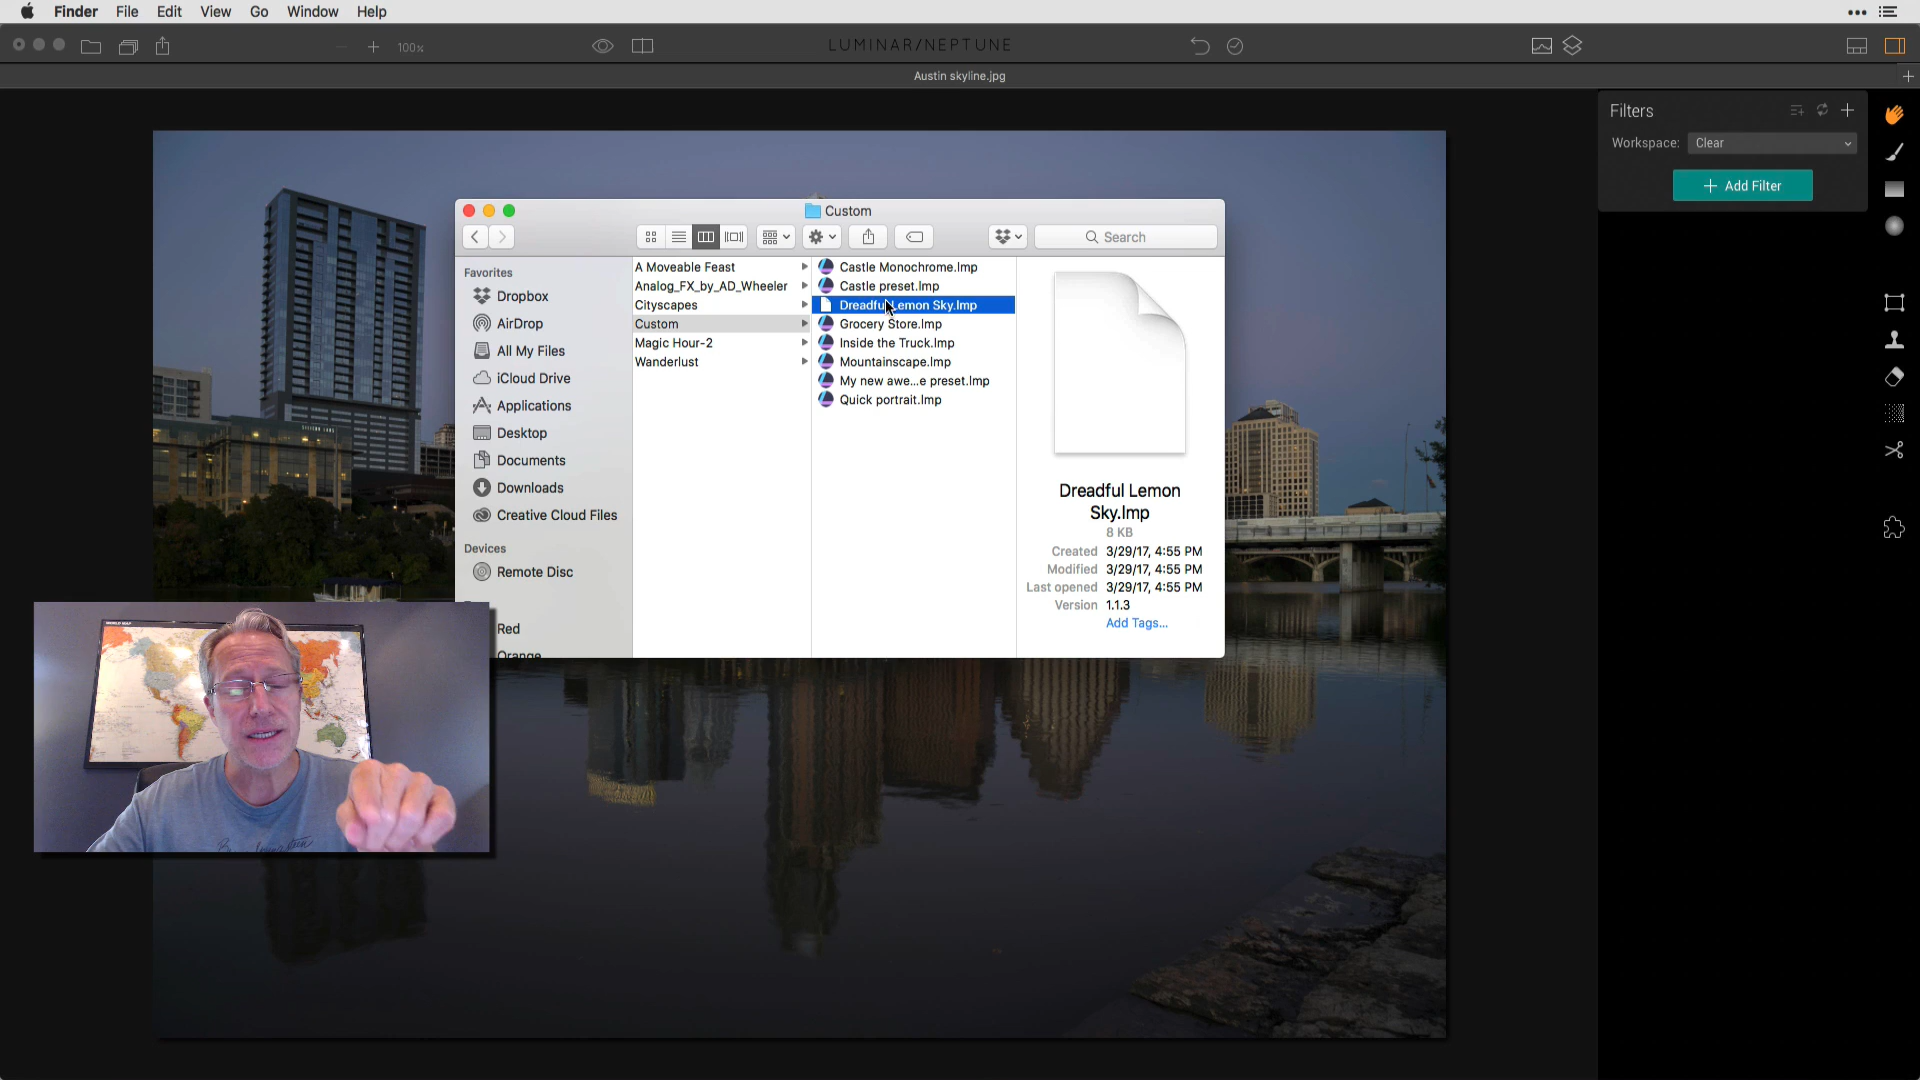 Finder File Edit View Go Window Help
100%
LUMINAR/NEPTUNE
Austin skyline.jpg
Filters
Workspace: Clear
Add Filter
Custom
Search
Favorites
Dropbox
AirDrop
All My Files
iCloud Drive
Applications
Desktop
Documents
Downloads
Creative Cloud Files
Devices
Remote Disc
Red
Orange
A Moveable Feast
Analog_FX_by_AD_Wheeler
Cityscapes
Custom
Magic Hour-2
Wanderlust
Castle Monochrome.lmp
Castle preset.lmp
Dreadful Lemon Sky.lmp
Grocery Store.lmp
Inside the Truck.lmp
Mountainscape.lmp
My new awe...e preset.lmp
Quick portrait.lmp
Dreadful Lemon
Sky.lmp
8 KB
Created 3/29/17, 4:55 PM
Modified 3/29/17, 4:55 PM
Last opened 3/29/17, 4:55 PM
Version 1.1.3
Add Tags...